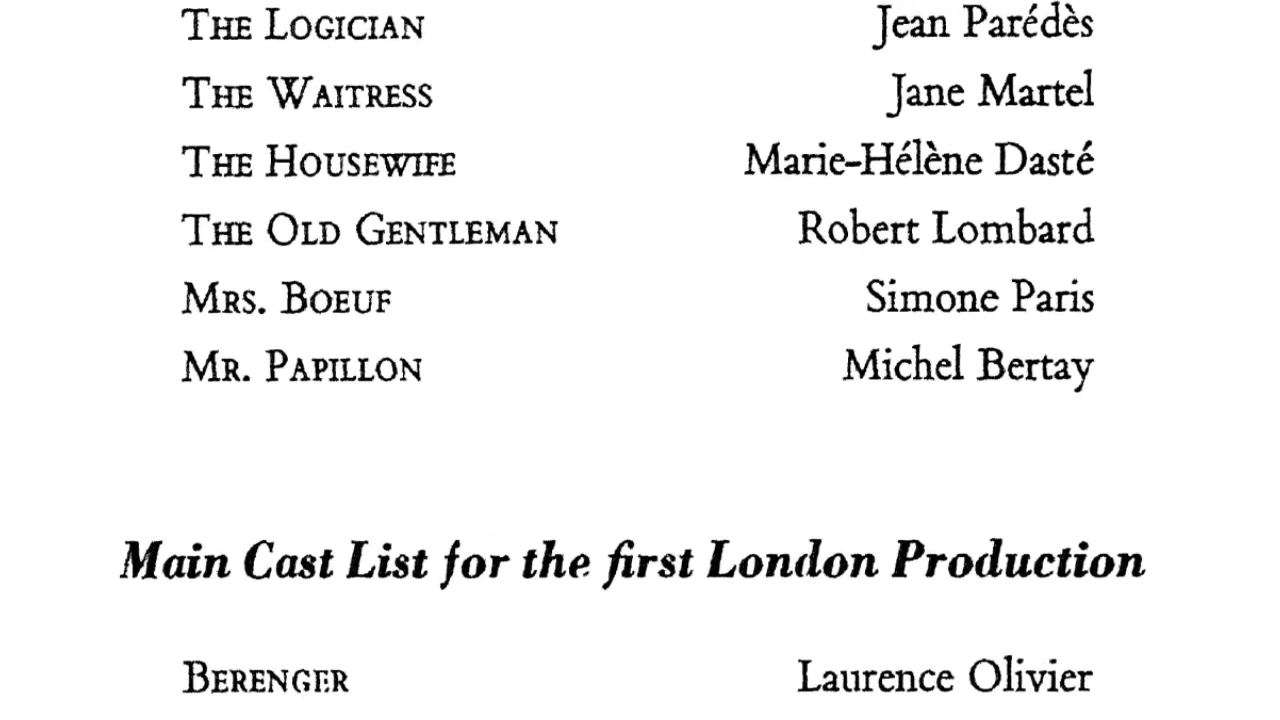 THE LOGICIAN Jean Parédès
THE WAITRESS Jane Martel
THE HOUSEWIFE Marie-Hélène Dasté
THE OLD GENTLEMAN Robert Lombard
MRS. BOEUF Simone Paris
MR. PAPILLON Michel Bertay
Main Cast List for the first London Production
BERENGER Laurence Olivier